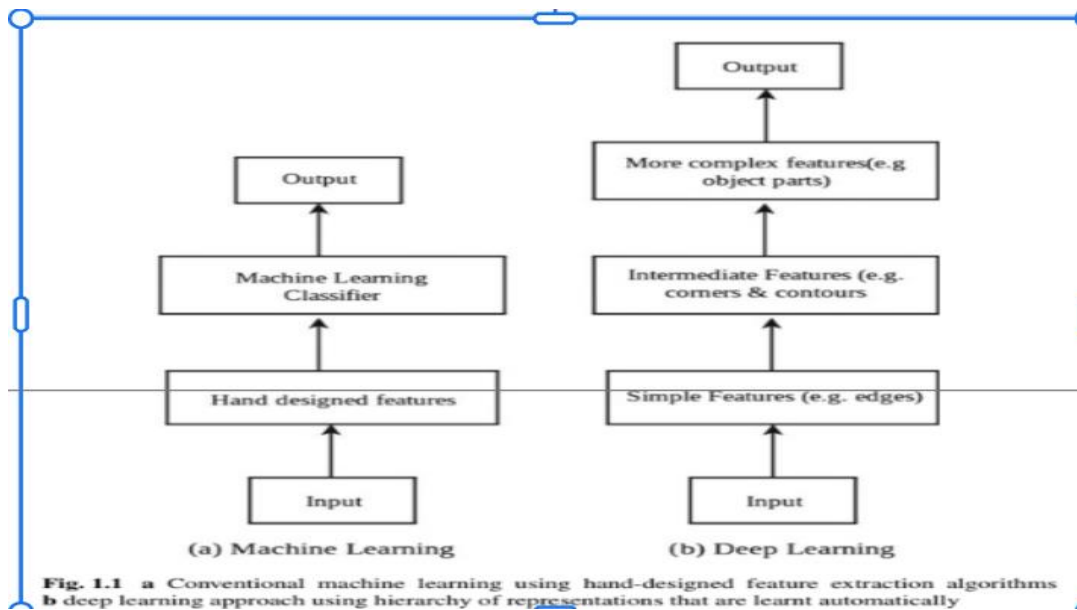 Output
Machine Learning
Classifier
Hand designed features
Input
(a) Machine Learning
Output
More complex features(e.g
object parts)
Intermediate Features (e.g.
corners & contours
Simple Features (e.g. edges)
Input
(b) Deep Learning
Fig. 1.1 a Conventional machine learning using hand-designed feature extraction algorithms
b deep learning approach using hierarchy of representations that are learnt automatically